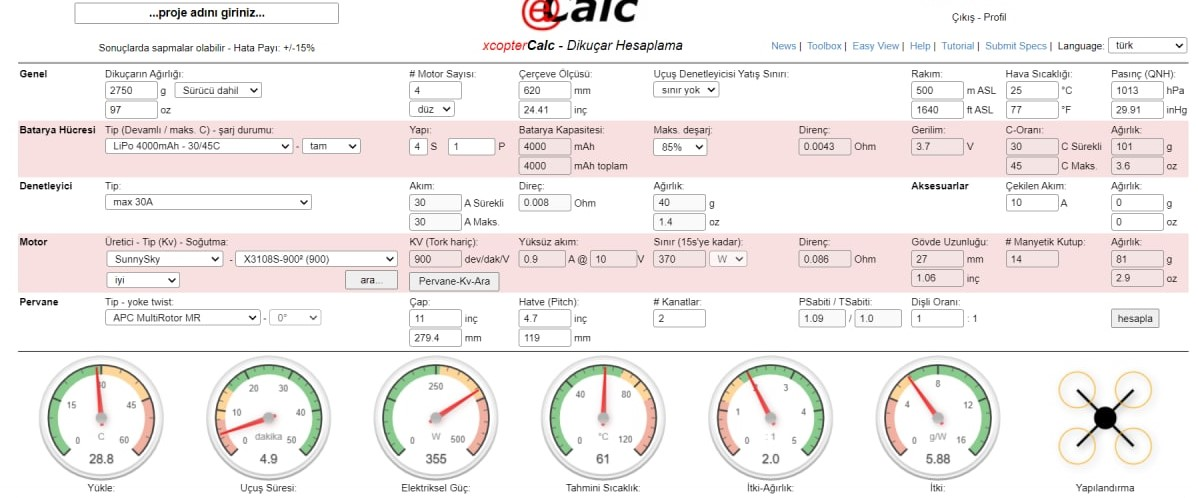 ...proje adını giriniz...
eCalc
Çıkış - Profil
Sonuçlarda sapmalar olabilir - Hata Payı: +/-15%
xcopterCalc - Dikuçar Hesaplama
News | Toolbox | Easy View | Help | Tutorial | Submit Specs | Language: türk
Genel Dikuçarın Ağırlığı: # Motor Sayısı: Çerçeve Ölçüsü: Uçuş Denetleyicisi Yatış Sınırı: Rakım: Hava Sıcaklığı: Pasınç (QNH):
2750 g Sürücü dahil 4 620 mm sınır yok 500 m ASL 25 °C 1013 hPa
97 oz düz 24.41 inç 1640 ft ASL 77 °F 29.91 inHg
Batarya Hücresi Tip (Devamlı / maks. C) - şarj durumu: Yapı: Batarya Kapasitesi: Maks. deşarj: Direnç: Gerilim: C-Oranı: Ağırlık:
LiPo 4000mAh - 30/45C - tam 4 S 1 P 4000 mAh 85% 0.0043 Ohm 3.7 V 30 C Sürekli 101 g
4000 mAh toplam 45 C Maks. 3.6 oz
Denetleyici Tip: Akım: Direç: Ağırlık: Aksesuarlar Çekilen Akım: Ağırlık:
max 30A 30 A Sürekli 0.008 Ohm 40 g 10 A 0 g
30 A Maks. 1.4 oz 0 oz
Motor Üretici - Tip (Kv) - Soğutma: KV (Tork hariç): Yüksüz akım: Sınır (15s'ye kadar): Direnç: Gövde Uzunluğu: # Manyetik Kutup: Ağırlık:
SunnySky - X3108S-900² (900) 900 dev/dak/V 0.9 A @ 10 V 370 W 0.086 Ohm 27 mm 14 81 g
iyi ara... Pervane-Kv-Ara 1.06 inç 2.9 oz
Pervane Tip - yoke twist: Çap: Hatve (Pitch): # Kanatlar: PSabiti / TSabiti: Dişli Oranı:
APC MultiRotor MR - 0° 11 inç 4.7 inç 2 1.09 / 1.0 1 : 1 hesapla
279.4 mm 119 mm
0 15 30 45 60 C 28.8
0 10 20 30 40 50 dakika 4.9
0 250 500 W 355
0 40 80 120 °C 61
0 1 3 4 5 : 1 2.0
0 4 8 12 16 g/W 5.88
Yükle: Uçuş Süresi: Elektriksel Güç: Tahmini Sıcaklık: İtki-Ağırlık: İtki: Yapılandırma